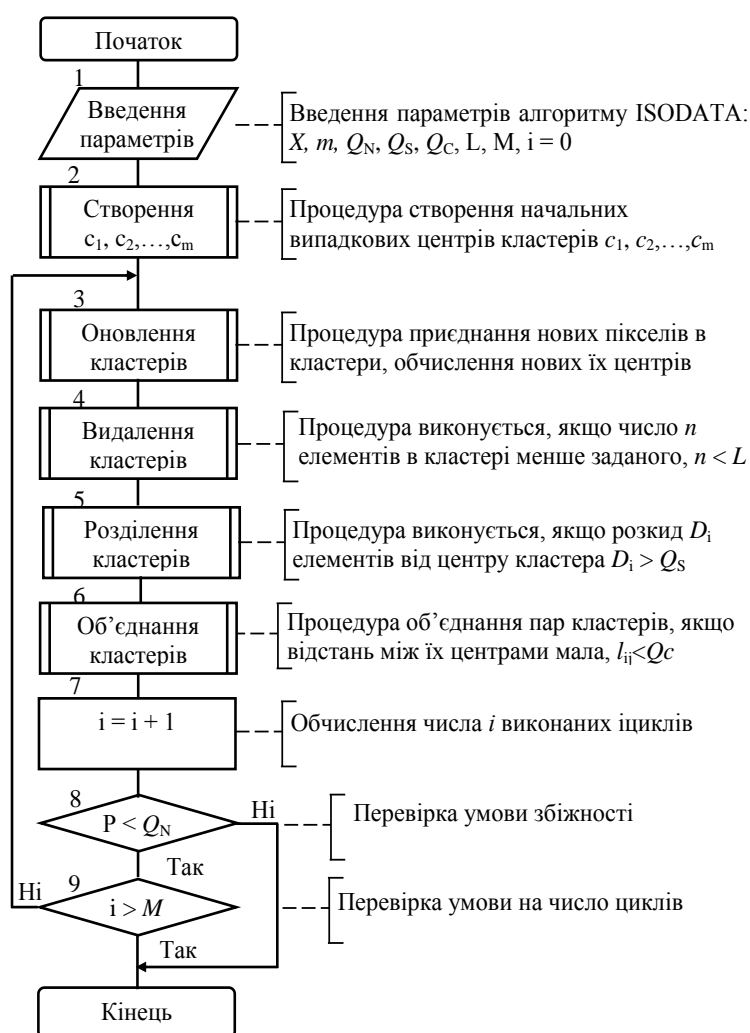 Початок
1
Введення
параметрів
Введення параметрів алгоритму ISODATA:
X, m, QN, QS, QC, L, M, i = 0
2
Створення
c1, c2,…,cm
Процедура створення начальних
випадкових центрів кластерів c1, c2,…,cm
3
Оновлення
кластерів
Процедура приєднання нових пікселів в
кластери, обчислення нових їх центрів
4
Видалення
кластерів
Процедура виконується, якщо число n
елементів в кластері менше заданого, n < L
5
Розділення
кластерів
Процедура виконується, якщо розкид Di
елементів від центру кластера Di > QS
6
Об’єднання
кластерів
Процедура об’єднання пар кластерів, якщо
відстань між їх центрами мала, lij<Qc
7
i = i + 1
Обчислення числа i виконаних іциклів
8
P < QN
Ні
Перевірка умови збіжності
Так
9
Ні
i > M
Перевірка умови на число циклів
Так
Кінець